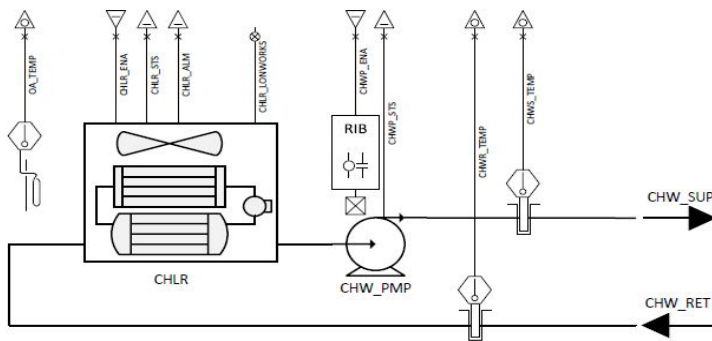 OA_TEMP
CHLR_ENA
CHLR_STS
CHLR_ALM
CHLR_LONWORKS
CHWP_ENA
CHWP_STS
CHWR_TEMP
CHWS_TEMP
RIB
CHW_SUP
CHLR
CHW_PMP
CHW_RET